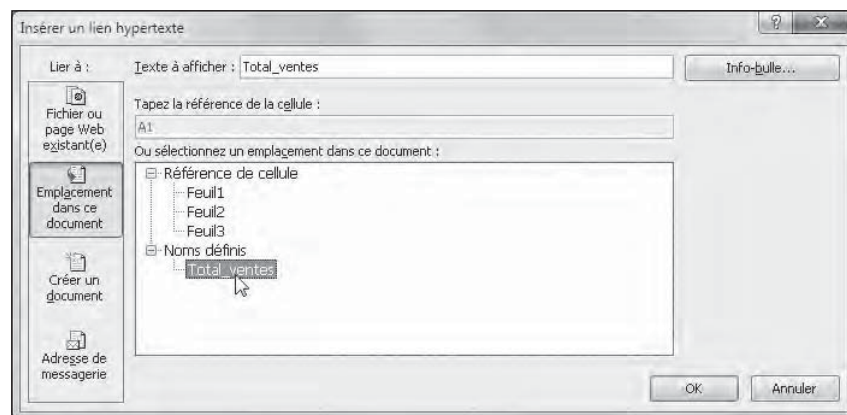 Insérer un lien hypertexte
Lier à :
Texte à afficher : Total_ventes
Info-bulle...
Fichier ou
page Web
existant(e)
Tapez la référence de la cellule :
A1
Ou sélectionnez un emplacement dans ce document :
Emplacement
dans ce
document
Référence de cellule
Feuil1
Feuil2
Feuil3
Noms définis
Total_ventes
Créer un
document
Adresse de
messagerie
OK
Annuler